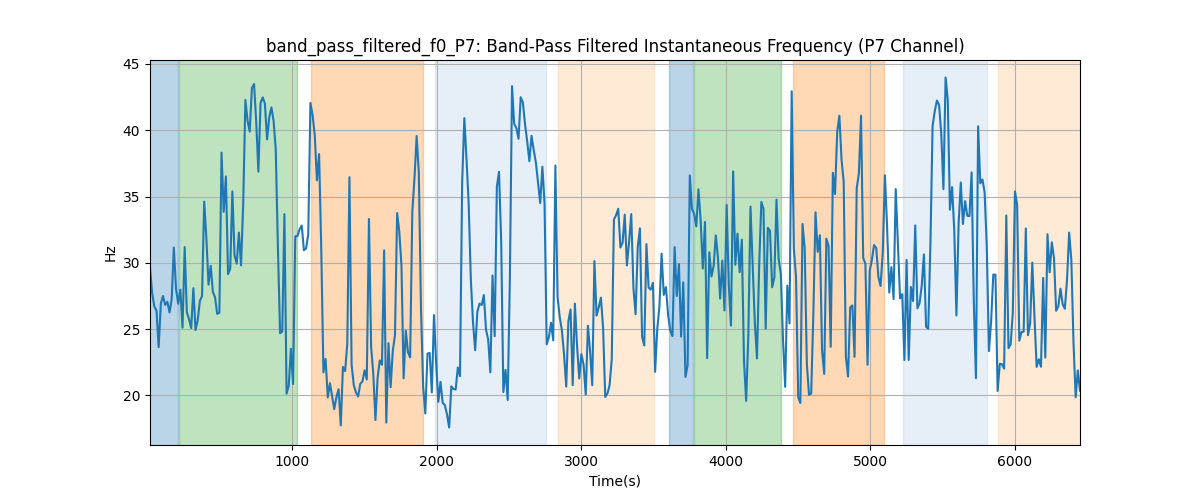 band_pass_filtered_f0_P7: Band-Pass Filtered Instantaneous Frequency (P7 Channel)
45
40
35
30
25
20
Hz
1000 2000 3000 4000 5000 6000
Time(s)